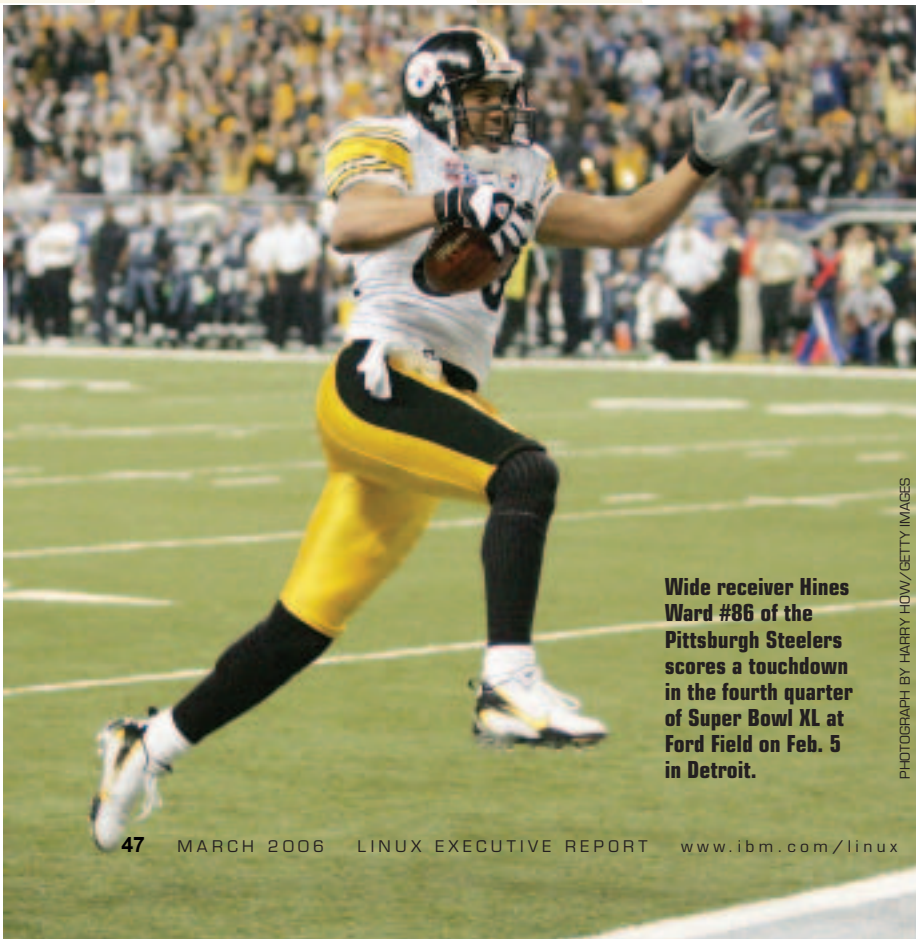 Wide receiver Hines
Ward #86 of the
Pittsburgh Steelers
scores a touchdown
in the fourth quarter
of Super Bowl XL at
Ford Field on Feb. 5
in Detroit.
PHOTOGRAPH BY HARRY HOW/GETTY IMAGES
47 MARCH 2006 LINUX EXECUTIVE REPORT www.ibm.com/linux